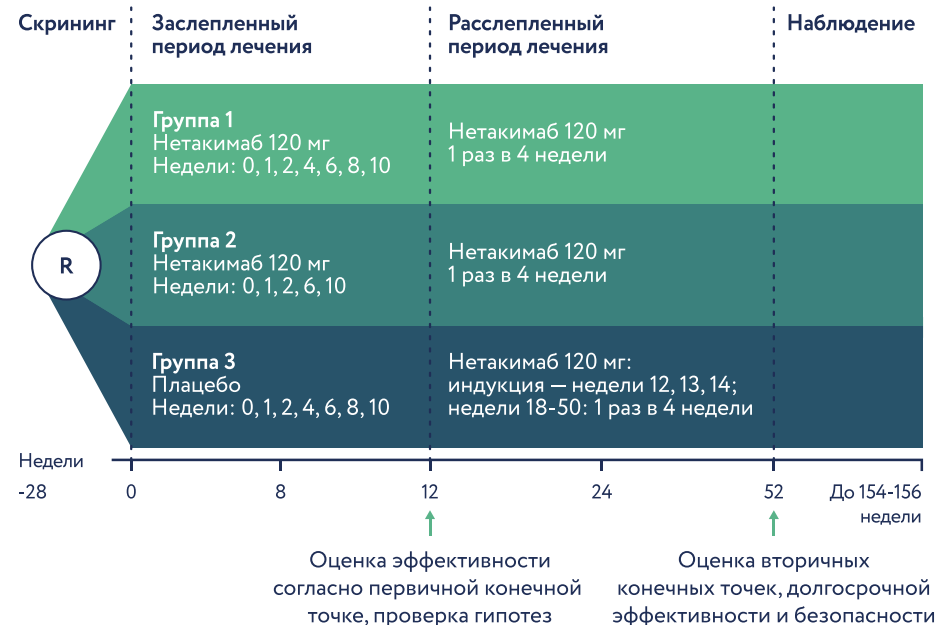 Скрининг
Заслепленный
период лечения
Расслепленный
период лечения
Наблюдение
Группа 1
Нетакимаб 120 мг
Недели: 0, 1, 2, 4, 6, 8, 10
Нетакимаб 120 мг
1 раз в 4 недели
R
Группа 2
Нетакимаб 120 мг
Недели: 0, 1, 2, 6, 10
Нетакимаб 120 мг
1 раз в 4 недели
Группа 3
Плацебо
Недели: 0, 1, 2, 4, 6, 8, 10
Нетакимаб 120 мг:
индукция — недели 12, 13, 14;
недели 18-50: 1 раз в 4 недели
Недели
-28 0 8 12 24 52 До 154-156
недели
Оценка эффективности
согласно первичной конечной
точке, проверка гипотез
Оценка вторичных
конечных точек, долгосрочной
эффективности и безопасности